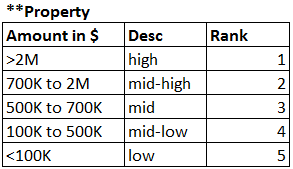 **Property
Amount in $ Desc Rank
>2M high 1
700K to 2M mid-high 2
500K to 700K mid 3
100K to 500K mid-low 4
<100K low 5